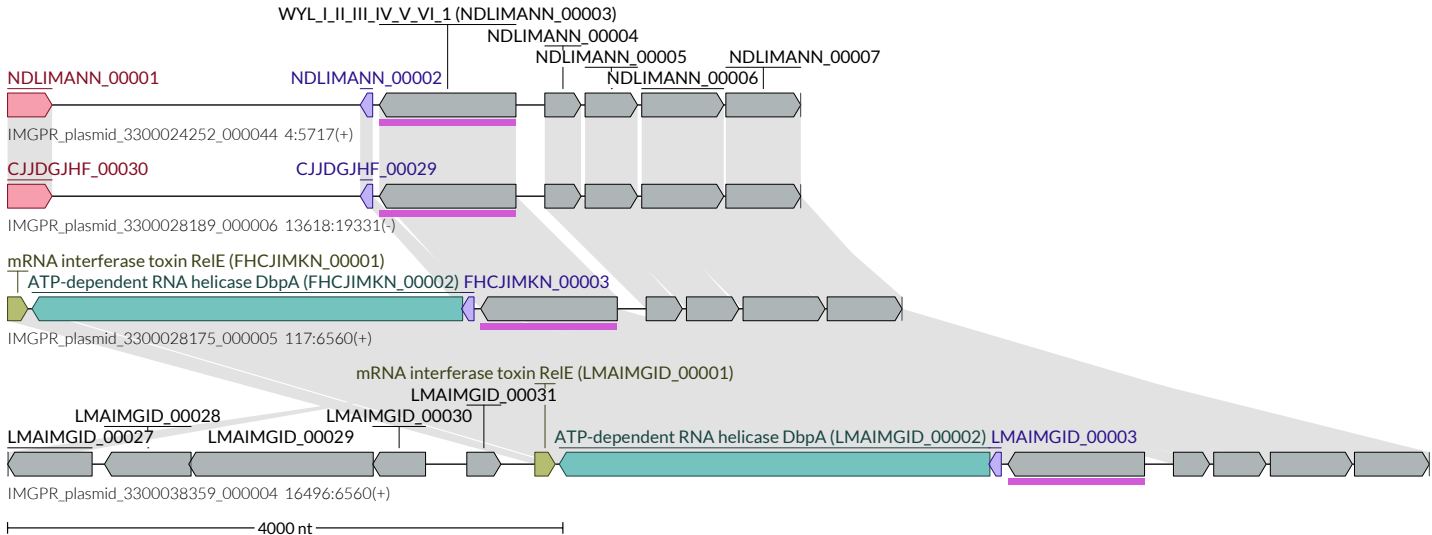 WYL_I_II_III_IV_V_VI_1 (NDLIMANN_00003)
NDLIMANN_00004
NDLIMANN_00005 NDLIMANN_00007
NDLIMANN_00001 NDLIMANN_00002 NDLIMANN_00006
IMGPR_plasmid_3300024252_000044 4:5717(+)
CJJDGJHF_00030 CJJDGJHF_00029
IMGPR_plasmid_3300028189_000006 13618:19331(-)
mRNA interferase toxin RelE (FHCJIMKN_00001)
ATP-dependent RNA helicase DbpA (FHCJIMKN_00002) FHCJIMKN_00003
IMGPR_plasmid_3300028175_000005 117:6560(+)
mRNA interferase toxin RelE (LMAIMGID_00001)
LMAIMGID_00031
LMAIMGID_00028 LMAIMGID_00030
LMAIMGID_00027 LMAIMGID_00029 ATP-dependent RNA helicase DbpA (LMAIMGID_00002) LMAIMGID_00003
IMGPR_plasmid_3300038359_000004 16496:6560(+)
4000 nt